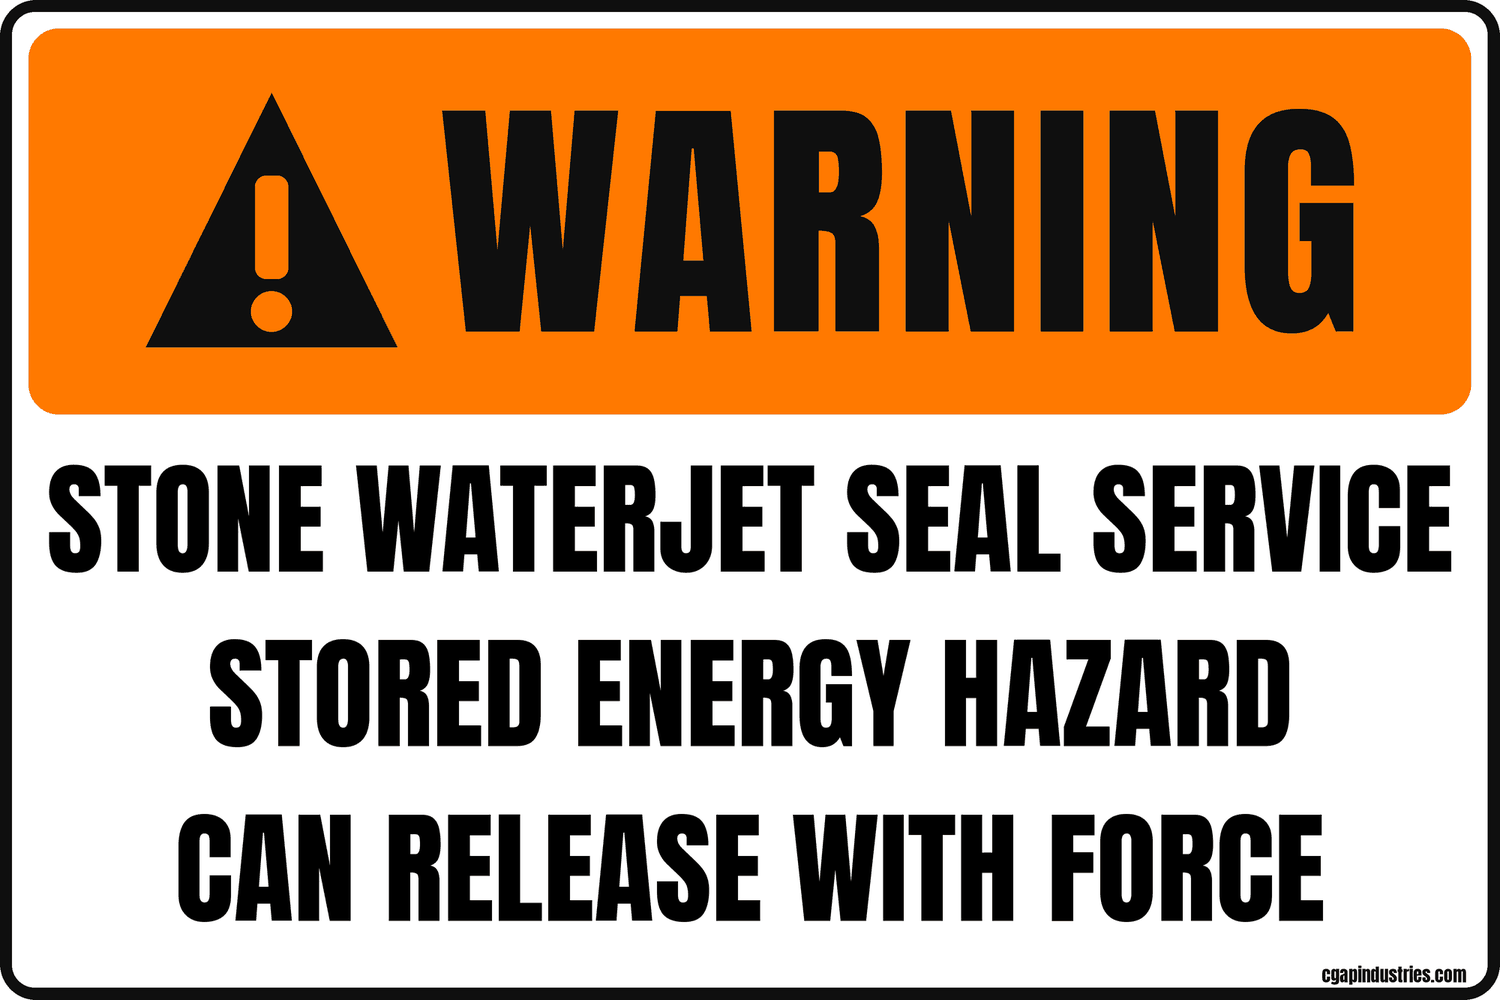 WARNING
STONE WATERJET SEAL SERVICE
STORED ENERGY HAZARD
CAN RELEASE WITH FORCE
cgapindustries.com